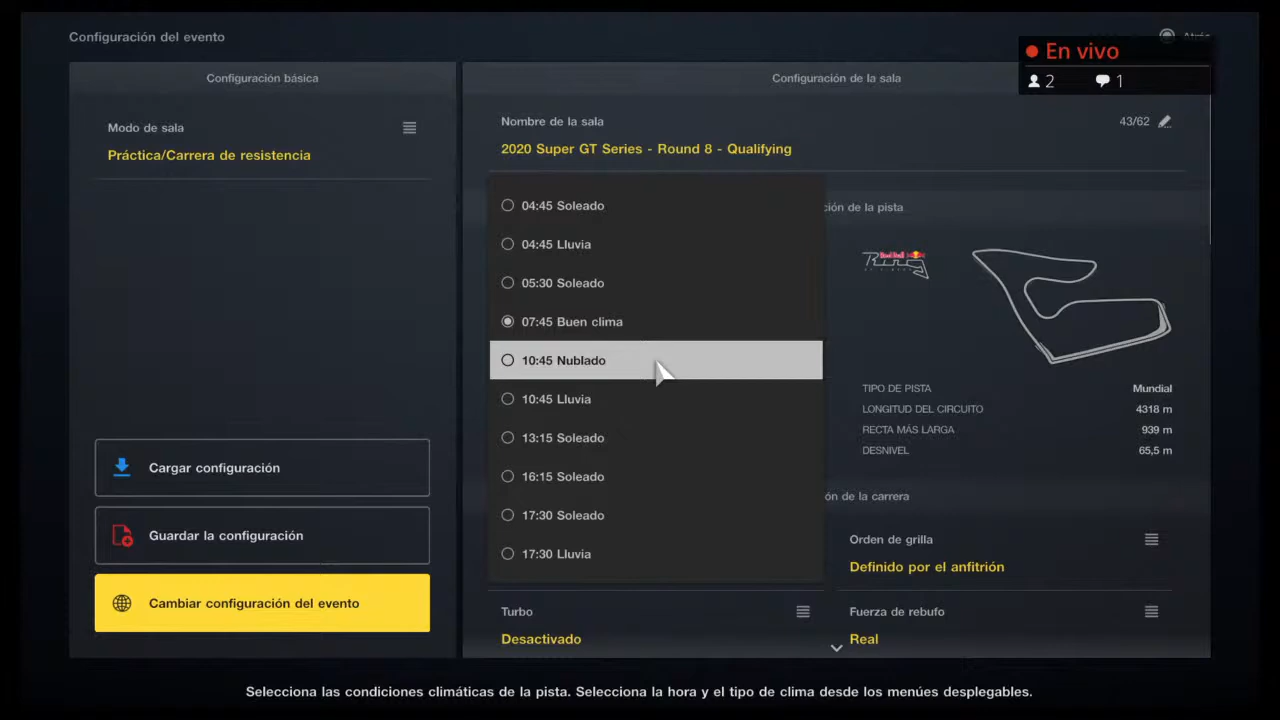 Configuración del evento
Atrás
En vivo
2 1
Configuración básica
Configuración de la sala
Modo de sala
Práctica/Carrera de resistencia
Nombre de la sala
43/62
2020 Super GT Series - Round 8 - Qualifying
ción de la pista
04:45 Soleado
04:45 Lluvia
05:30 Soleado
07:45 Buen clima
10:45 Nublado
10:45 Lluvia
13:15 Soleado
16:15 Soleado
17:30 Soleado
17:30 Lluvia
Red Bull
Ring
TIPO DE PISTA Mundial
LONGITUD DEL CIRCUITO 4318 m
RECTA MÁS LARGA 939 m
DESNIVEL 65,5 m
ón de la carrera
Orden de grilla
Definido por el anfitrión
Turbo
Desactivado
Fuerza de rebufo
Real
Cargar configuración
Guardar la configuración
Cambiar configuración del evento
Selecciona las condiciones climáticas de la pista. Selecciona la hora y el tipo de clima desde los menúes desplegables.